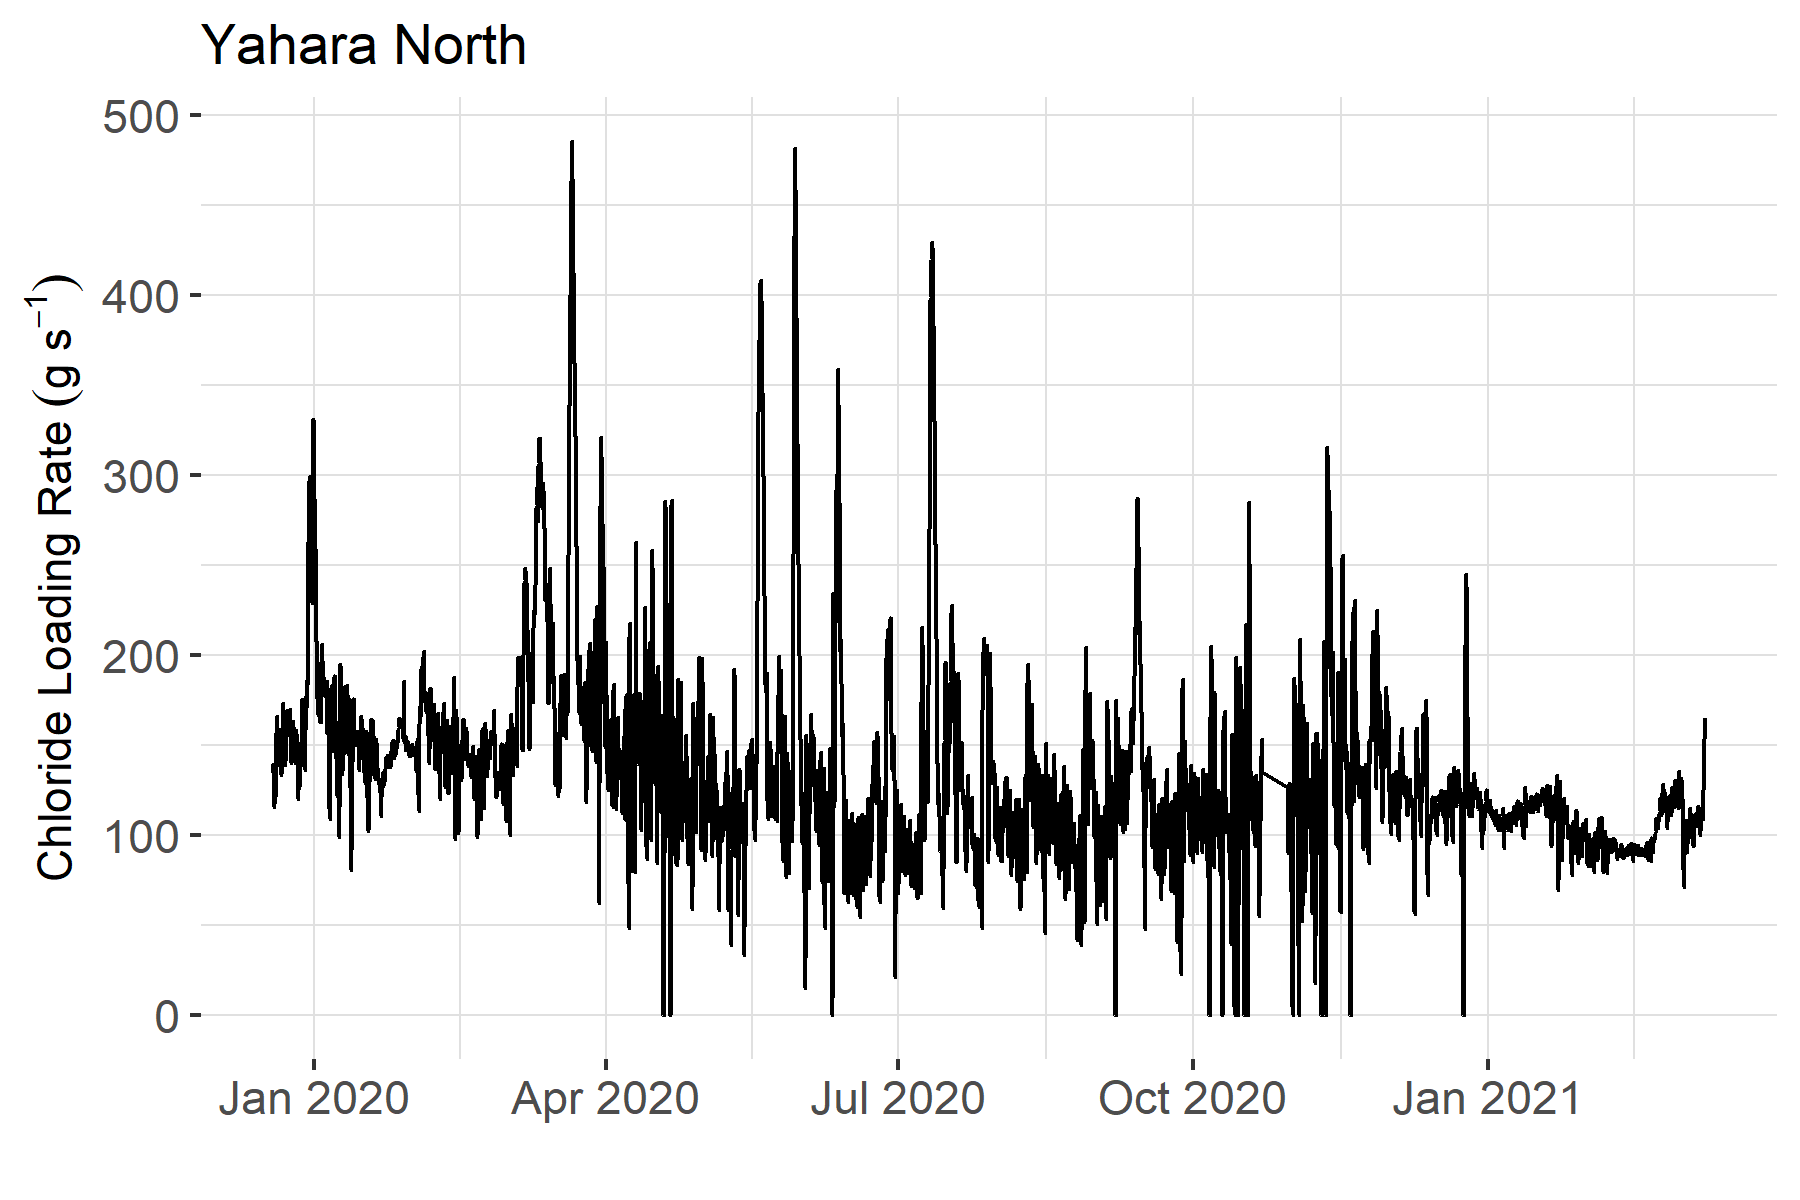 Yahara North
500
400
300
200
100
0
Chloride Loading Rate (g s⁻¹)
Jan 2020
Apr 2020
Jul 2020
Oct 2020
Jan 2021